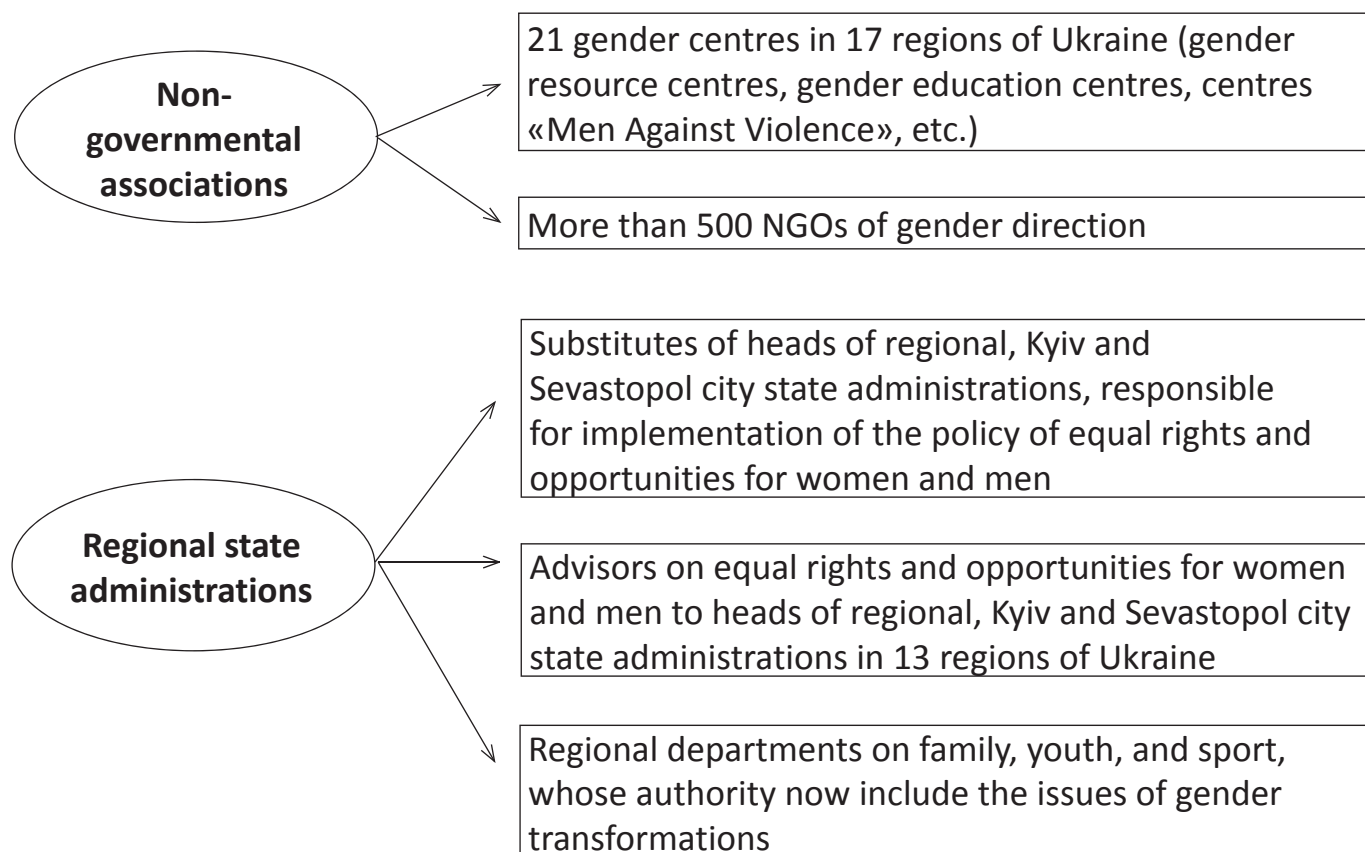 Non-
governmental
associations
21 gender centres in 17 regions of Ukraine (gender
resource centres, gender education centres, centres
«Men Against Violence», etc.)
More than 500 NGOs of gender direction
Regional state
administrations
Substitutes of heads of regional, Kyiv and
Sevastopol city state administrations, responsible
for implementation of the policy of equal rights and
opportunities for women and men
Advisors on equal rights and opportunities for women
and men to heads of regional, Kyiv and Sevastopol city
state administrations in 13 regions of Ukraine
Regional departments on family, youth, and sport,
whose authority now include the issues of gender
transformations